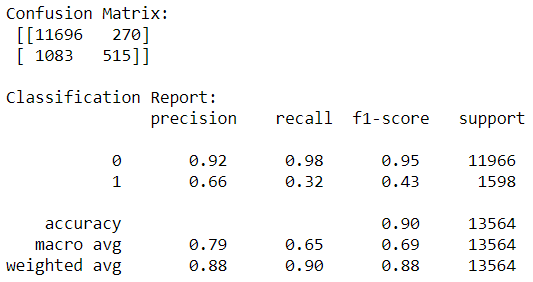 Confusion Matrix:
[[11696 270]
[ 1083 515]]
Classification Report:
precision recall f1-score support
0 0.92 0.98 0.95 11966
1 0.66 0.32 0.43 1598
accuracy 0.90 13564
macro avg 0.79 0.65 0.69 13564
weighted avg 0.88 0.90 0.88 13564